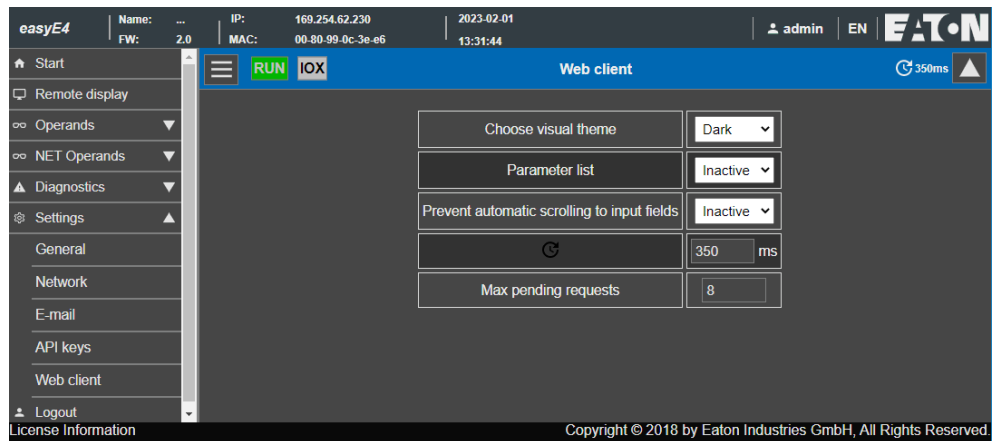 easyE4
Name: ...
FW: 2.0
IP: 169.254.62.230
MAC: 00-80-99-0c-3e-e6
2023-02-01
13:31:44
admin
EN
EATON
Start
Remote display
Operands
NET Operands
Diagnostics
Settings
General
Network
E-mail
API keys
Web client
Logout
RUN IOX
Web client
350ms
Choose visual theme Dark
Parameter list Inactive
Prevent automatic scrolling to input fields Inactive
350 ms
Max pending requests 8
License Information
Copyright © 2018 by Eaton Industries GmbH, All Rights Reserved.